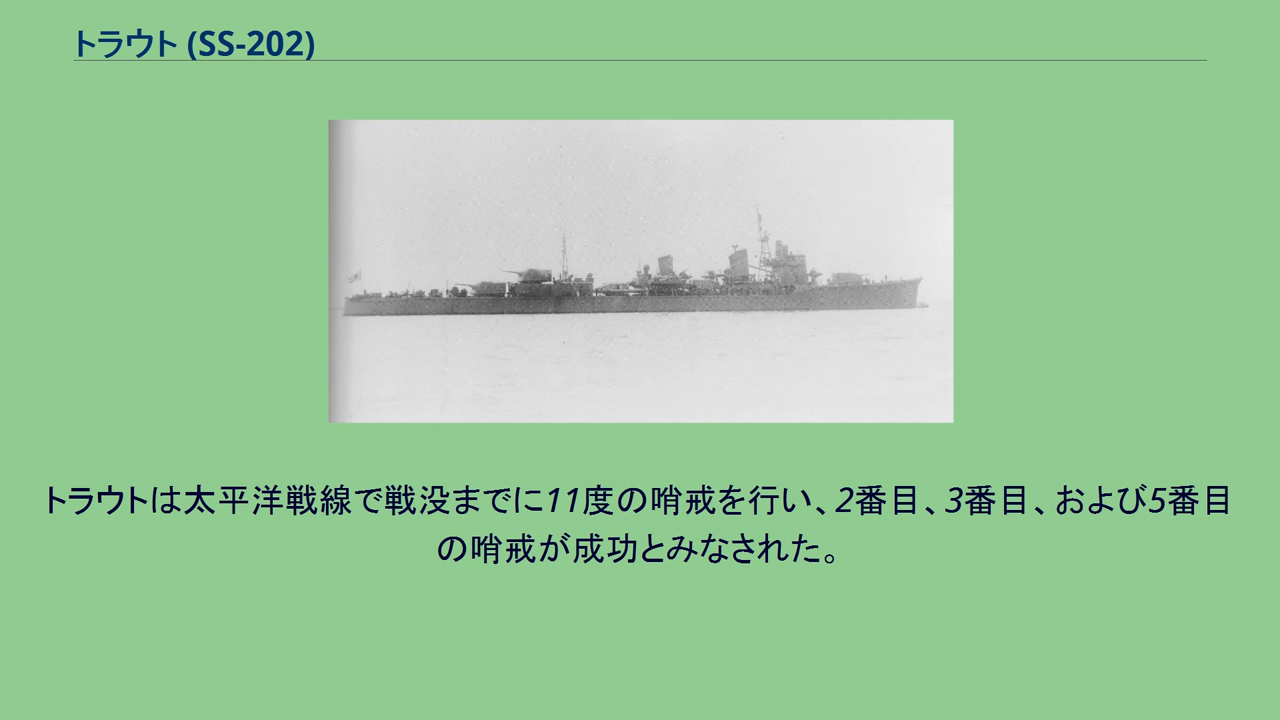 トラウト (SS-202)
トラウトは太平洋戦線で戦没までに11度の哨戒を行い、2番目、3番目、および5番目
の哨戒が成功とみなされた。